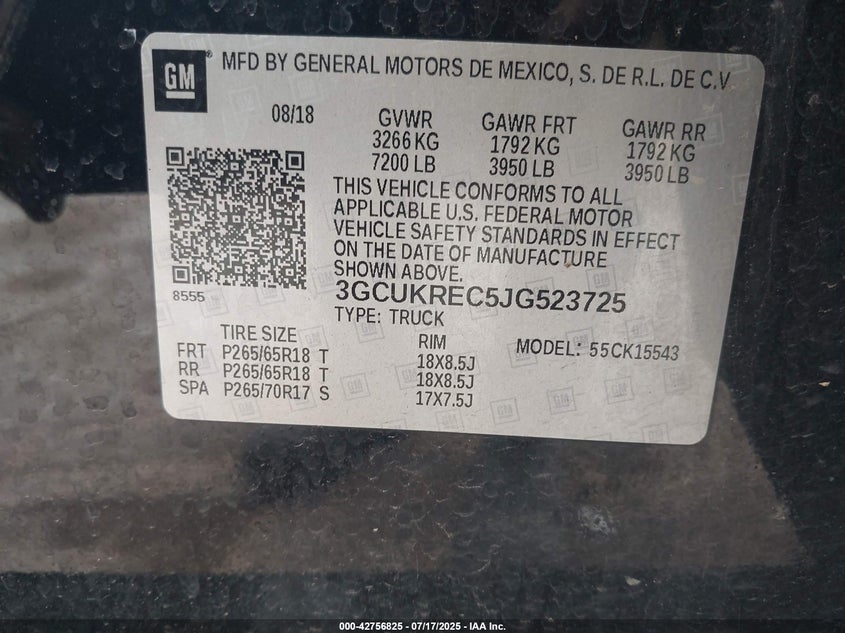 GM
MFD BY GENERAL MOTORS DE MEXICO, S. DE R.L. DE C.V
08/18 GVWR GAWR FRT GAWR RR
3266 KG 1792 KG 1792 KG
7200 LB 3950 LB 3950 LB
THIS VEHICLE CONFORMS TO ALL
APPLICABLE U.S. FEDERAL MOTOR
VEHICLE SAFETY STANDARDS IN EFFECT
ON THE DATE OF MANUFACTURE
SHOWN ABOVE.
8555
3GCUKREC5JG523725
TYPE: TRUCK
TIRE SIZE RIM MODEL: 55CK15543
FRT P265/65R18 T 18X8.5J
RR P265/65R18 T 18X8.5J
SPA P265/70R17 S 17X7.5J
000-42756825 - 07/17/2025 - IAA Inc.